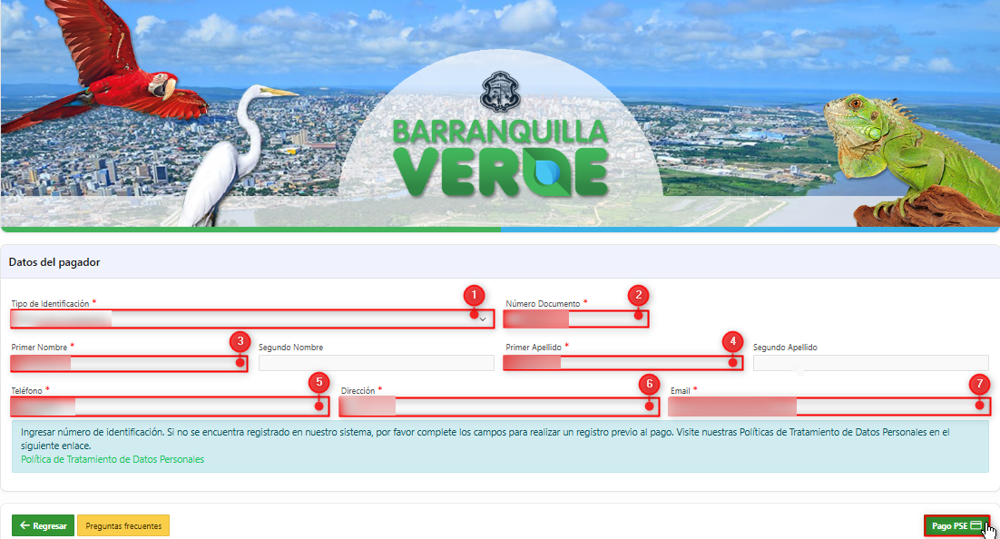 BARRANQUILLA
VERDE
Datos del pagador
1
2
Tipo de Identificación *
Número Documento *
3
4
Primer Nombre *
Segundo Nombre
Primer Apellido *
Segundo Apellido
5
6
7
Teléfono *
Dirección *
Email *
Ingresar número de identificación. Si no se encuentra registrado en nuestro sistema, por favor complete los campos para realizar un registro previo al pago. Visite nuestras Políticas de Tratamiento de Datos Personales en el
siguiente enlace.
Política de Tratamiento de Datos Personales
Regresar
Preguntas frecuentes
Pago PSE